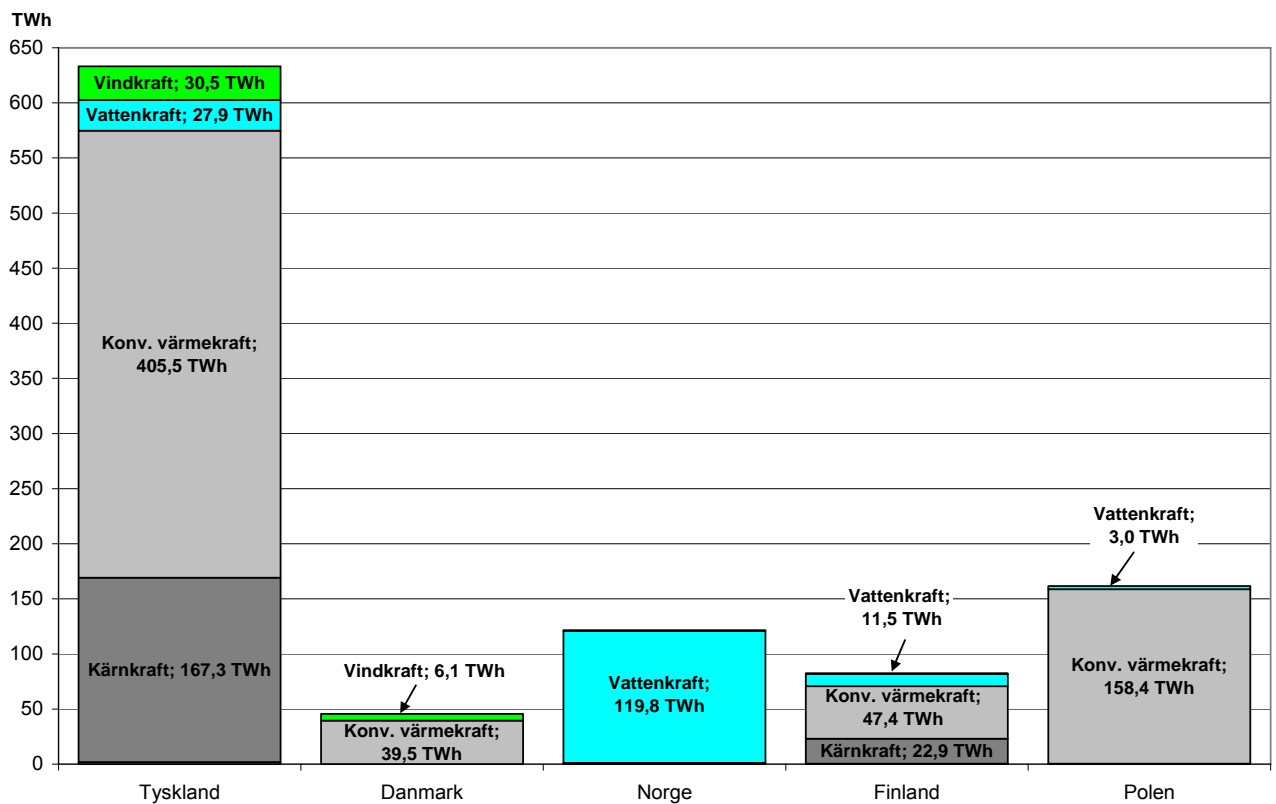 TWh
650
600
550
500
450
400
350
300
250
200
150
100
50
0
Vindkraft; 30,5 TWh
Vattenkraft; 27,9 TWh
Konv. värmekraft;
405,5 TWh
Kärnkraft; 167,3 TWh
Vindkraft; 6,1 TWh
Konv. värmekraft;
39,5 TWh
Vattenkraft;
119,8 TWh
Vattenkraft;
11,5 TWh
Konv. värmekraft;
47,4 TWh
Kärnkraft; 22,9 TWh
Vattenkraft;
3,0 TWh
Konv. värmekraft;
158,4 TWh
Tyskland
Danmark
Norge
Finland
Polen